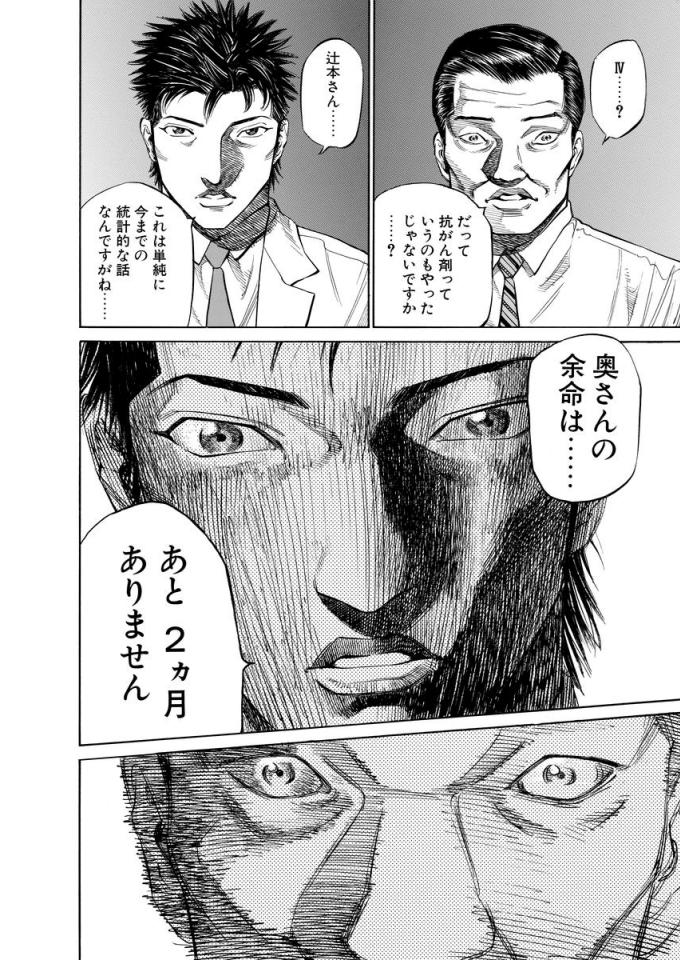 Ⅳ
……?
だって
抗がん剤って
いうのもやった
じゃないですか
……?
辻本さん……
これは単純に
今までの
統計的な話
なんですがね……
奥さんの
余命は……
あと2ヵ月
ありません